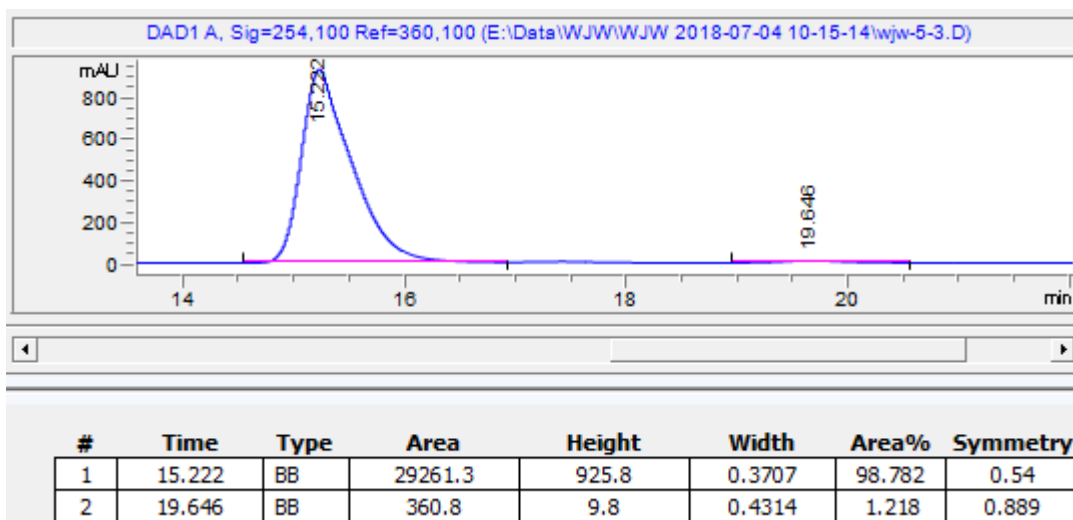 DAD1 A, Sig=254,100 Ref=360,100 (E:\Data\WJW\WJW 2018-07-04 10-15-14\wjw-5-3.D)
mAU
800
600
400
200
0
15.222
19.646
14 16 18 20 min
# Time Type Area Height Width Area% Symmetry
1 15.222 BB 29261.3 925.8 0.3707 98.782 0.54
2 19.646 BB 360.8 9.8 0.4314 1.218 0.889